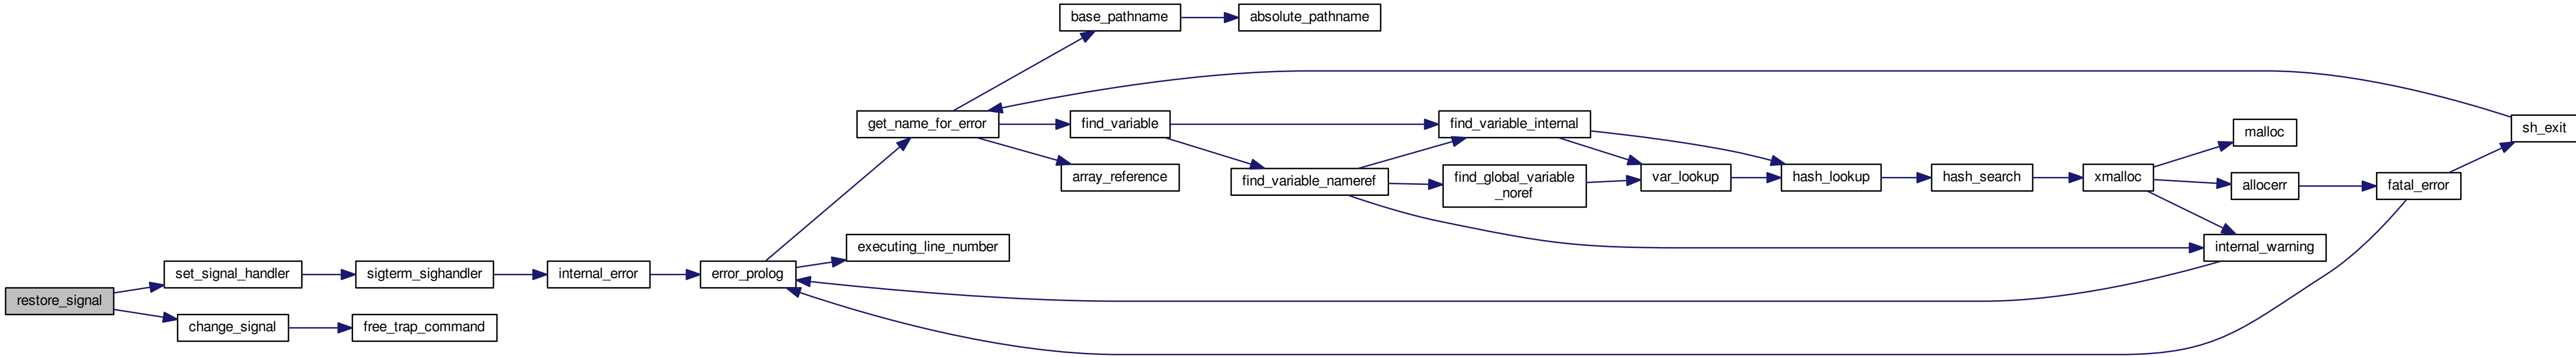 base_pathname
absolute_pathname
get_name_for_error
find_variable
find_variable_internal
malloc
sh_exit
array_reference
find_variable_nameref
find_global_variable
_noref
var_lookup
hash_lookup
hash_search
xmalloc
allocerr
fatal_error
executing_line_number
internal_warning
set_signal_handler
sigterm_sighandler
internal_error
error_prolog
restore_signal
change_signal
free_trap_command